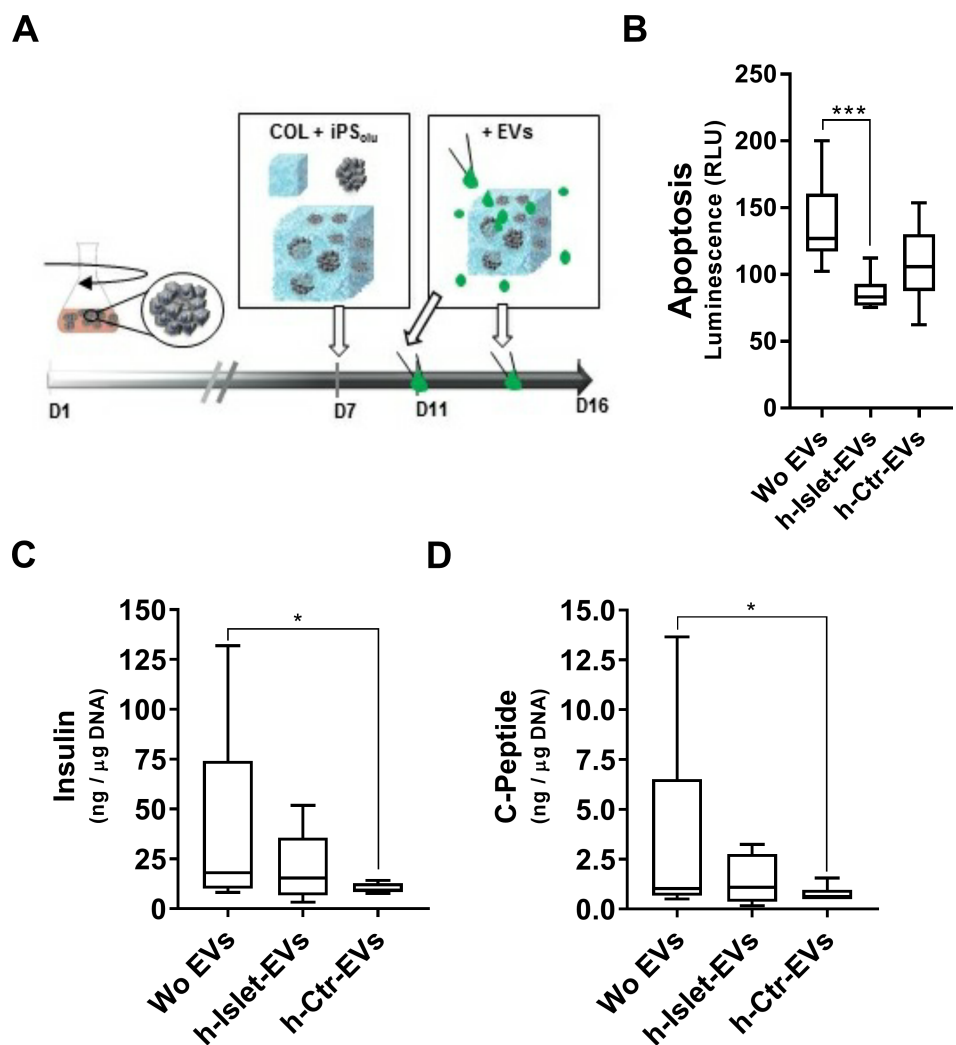 A
COL + iPSclu
+ EVs
D1
D7
D11
D16
B
Apoptosis
Luminescence (RLU)
250
200
150
100
50
0
***
Wo EVs
h-Islet-EVs
h-Ctr-EVs
C
Insulin
(ng / µg DNA)
150
125
100
75
50
25
0
*
Wo EVs
h-Islet-EVs
h-Ctr-EVs
D
C-Peptide
(ng / µg DNA)
15.0
12.5
10.0
7.5
5.0
2.5
0.0
*
Wo EVs
h-Islet-EVs
h-Ctr-EVs